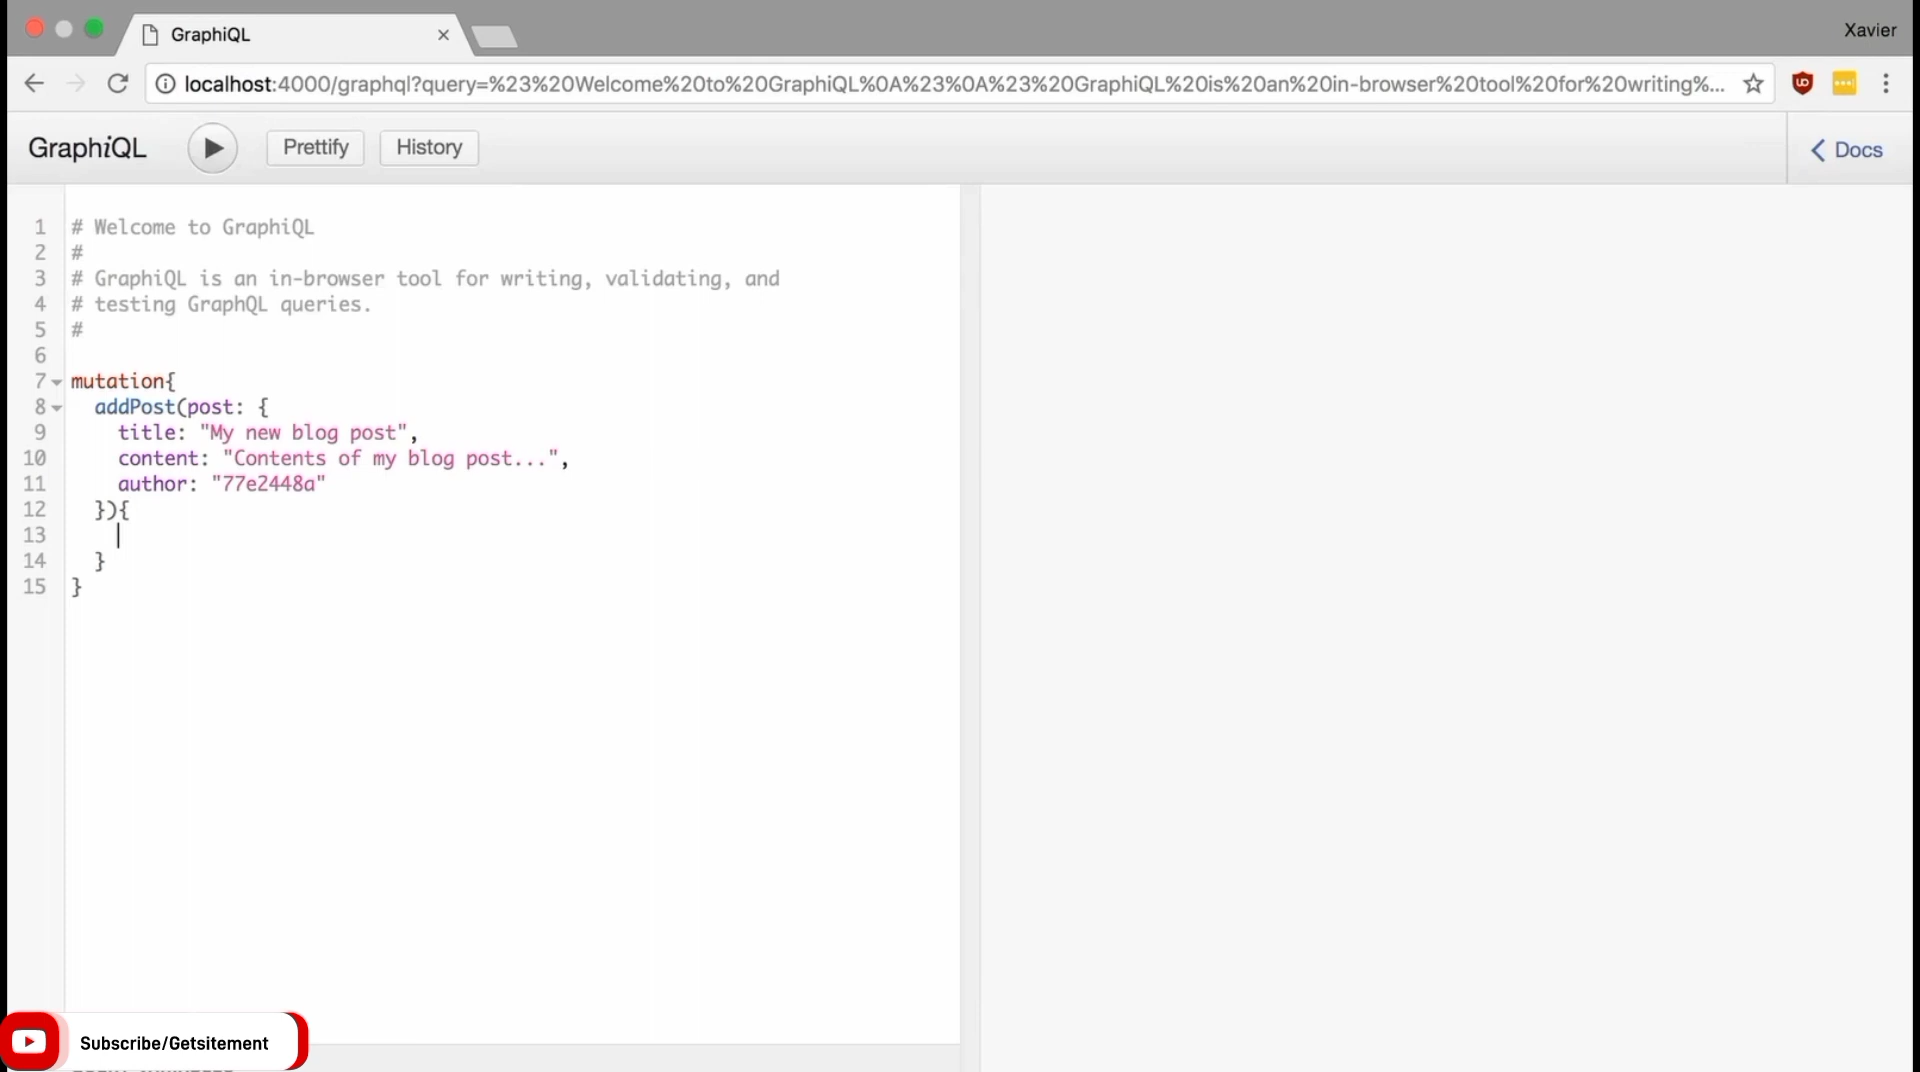 GraphiQL
Xavier
localhost:4000/graphql?query=%23%20Welcome%20to%20GraphiQL%0A%23%0A%23%20GraphiQL%20is%20an%20in-browser%20tool%20for%20writing%...
GraphiQL
Prettify
History
Docs
1 # Welcome to GraphiQL
2 #
3 # GraphiQL is an in-browser tool for writing, validating, and
4 # testing GraphQL queries.
5 #
6
7 mutation{
8 addPost(post: {
9 title: "My new blog post",
10 content: "Contents of my blog post...",
11 author: "77e2448a"
12 }){
13
14 }
15 }
Subscribe/Getsitement